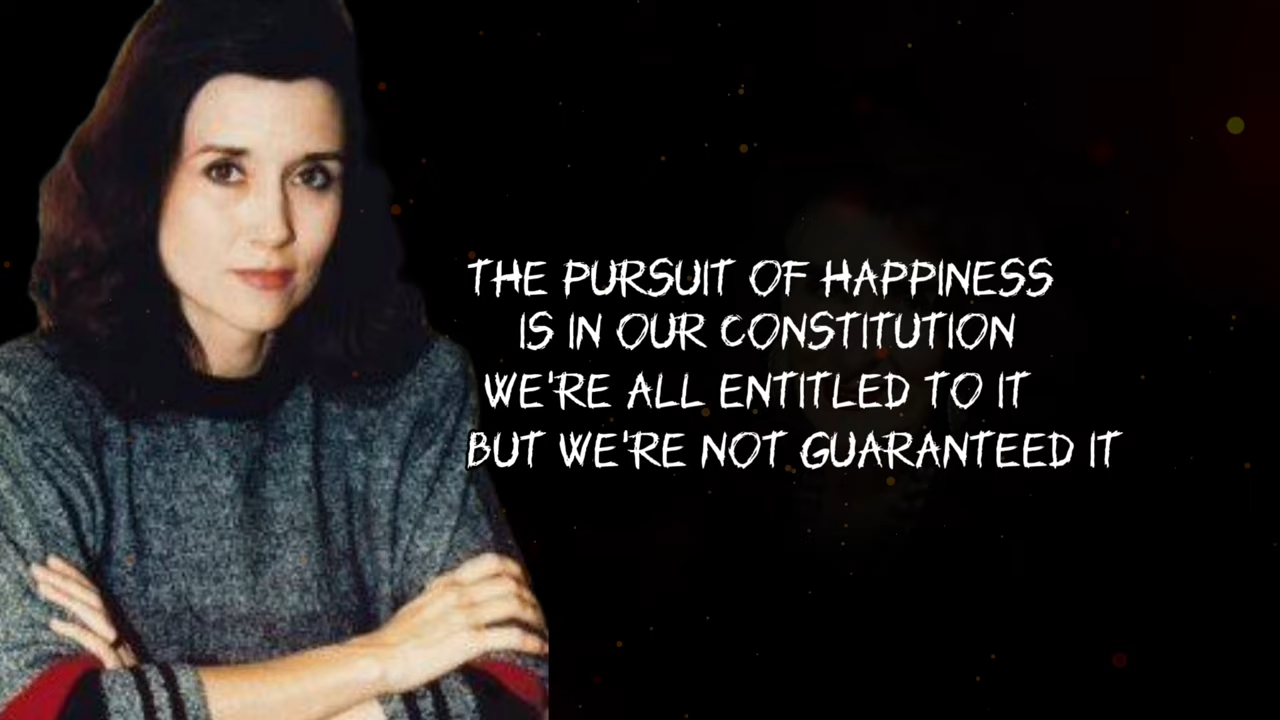 THE PURSUIT OF HAPPINESS
IS IN OUR CONSTITUTION
WE'RE ALL ENTITLED TO IT
BUT WE'RE NOT GUARANTEED IT